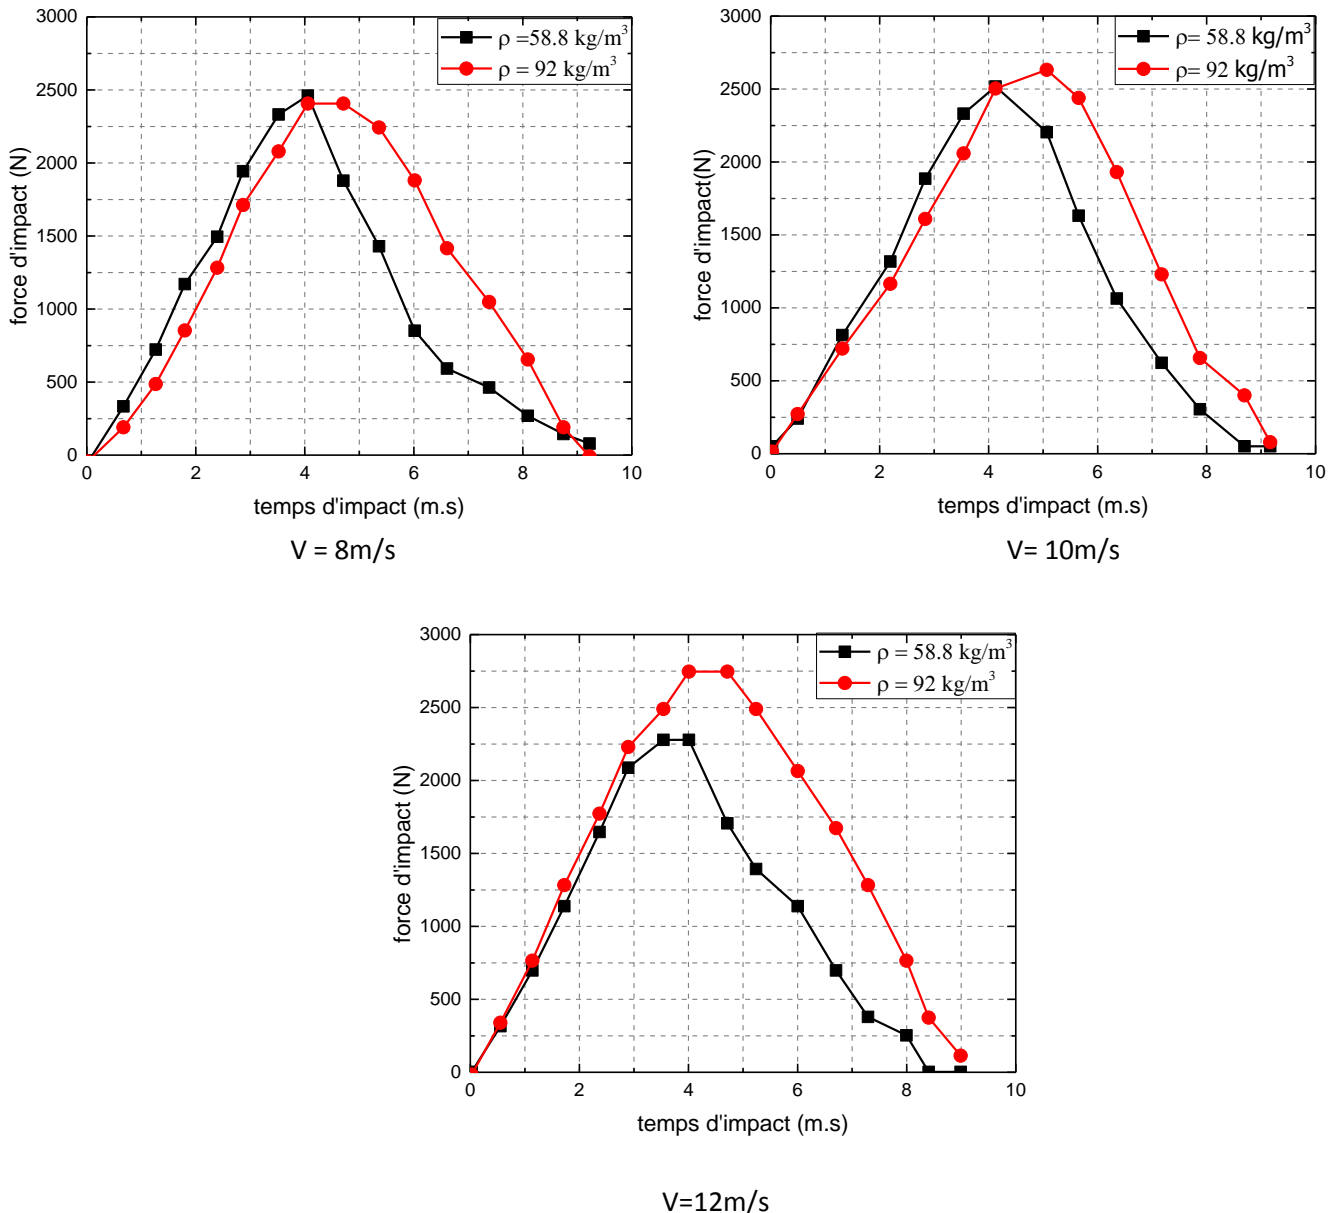 3000
2500
2000
1500
1000
500
0
0 2 4 6 8 10
force d'impact (N)
temps d'impact (m.s)
ρ =58.8 kg/m³
ρ = 92 kg/m³
V = 8m/s
3000
2500
2000
1500
1000
500
0
0 2 4 6 8 10
force d'impact(N)
temps d'impact (m.s)
ρ= 58.8 kg/m³
ρ= 92 kg/m³
V= 10m/s
3000
2500
2000
1500
1000
500
0
0 2 4 6 8 10
force d'impact (N)
temps d'impact (m.s)
ρ = 58.8 kg/m³
ρ = 92 kg/m³
V=12m/s